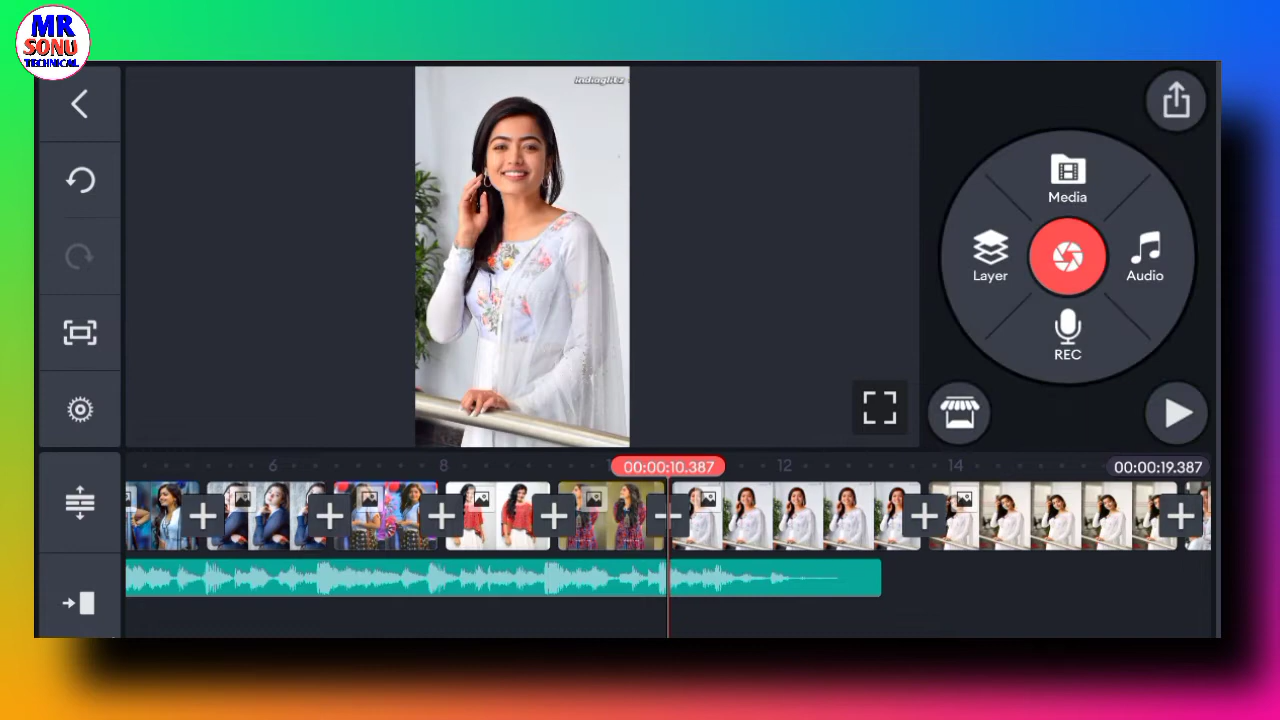 MR
SONU
TECHNICAL
indiaglitz
Media
Layer
Audio
REC
6
8
00:00:10.387
12
14
00:00:19.387